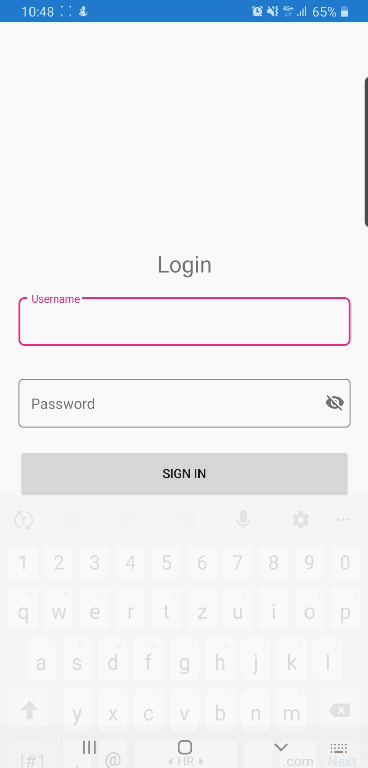 10:48 4G+ 65%
Login
Username
Password
SIGN IN
1 2 3 4 5 6 7 8 9 0
q w e r t z u i o p
a s d f g h j k l
y x c v b n m
!#1 , @ HR . .com Next